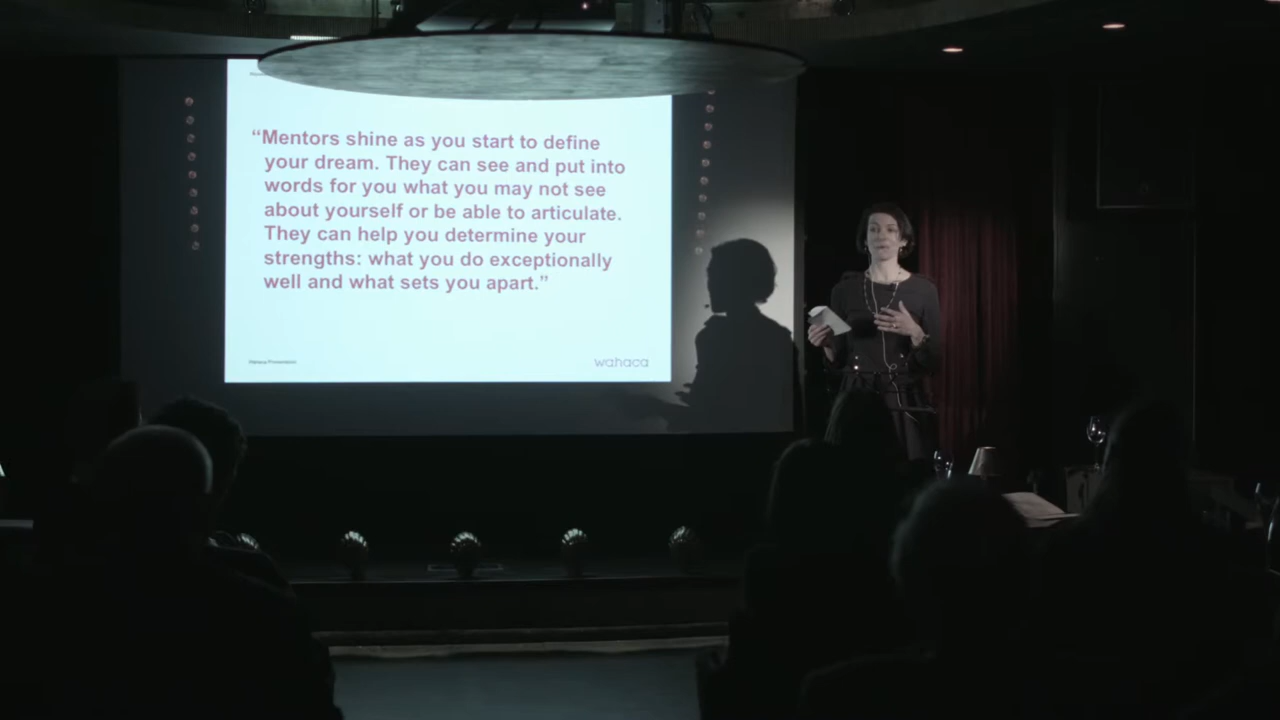 “Mentors shine as you start to define
your dream. They can see and put into
words for you what you may not see
about yourself or be able to articulate.
They can help you determine your
strengths: what you do exceptionally
well and what sets you apart.”
Wahaca Presentation
wahaca